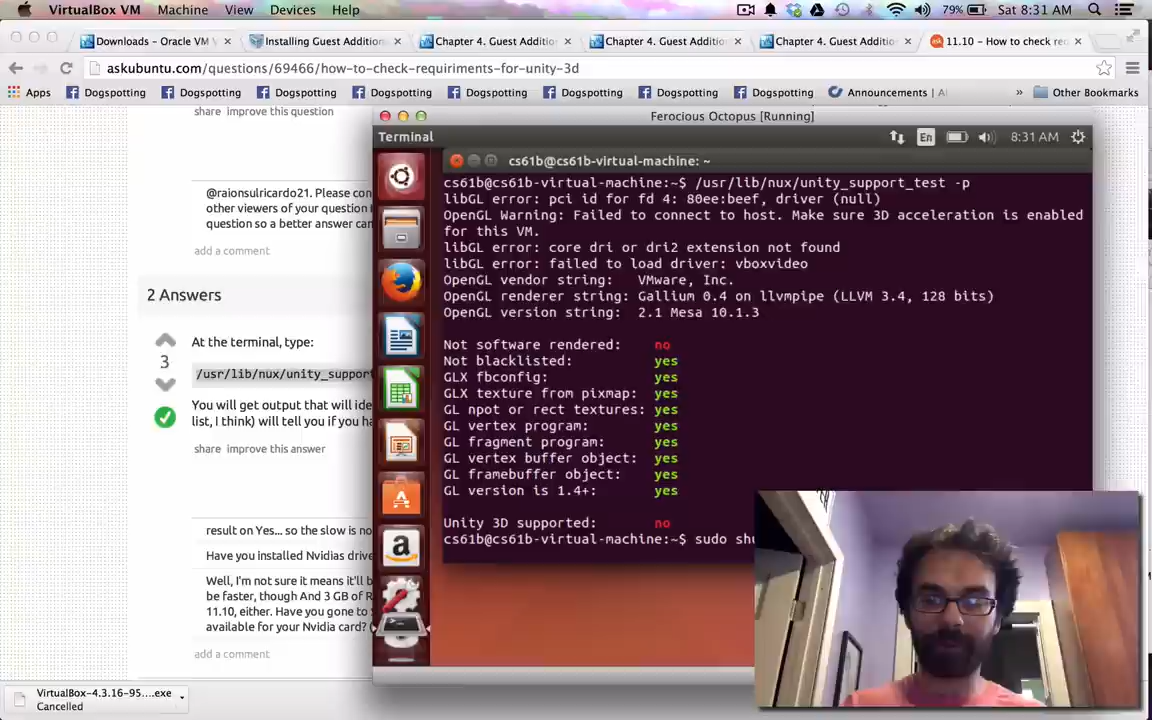 VirtualBox VM Machine View Devices Help 79% Sat 8:31 AM
Downloads - Oracle VM V Installing Guest Addition Chapter 4. Guest Additio Chapter 4. Guest Additio Chapter 4. Guest Additio 11.10 - How to check re
askubuntu.com/questions/69466/how-to-check-requiriments-for-unity-3d
Apps Dogspotting Dogspotting Dogspotting Dogspotting Dogspotting Dogspotting Dogspotting Dogspotting Announcements | Al » Other Bookmarks
share improve this question
@raionsulricardo21. Please con
other viewers of your question
question so a better answer can
add a comment
2 Answers
3
At the terminal, type:
/usr/lib/nux/unity_support
You will get output that will ide
list, I think) will tell you if you ha
share improve this answer
result on Yes... so the slow is no
Have you installed Nvidias drive
Well, I'm not sure it means it'll b
be faster, though And 3 GB of R
11.10, either. Have you gone to
available for your Nvidia card? (
add a comment
VirtualBox-4.3.16-95....exe
Cancelled
Ferocious Octopus [Running]
Terminal En 8:31 AM
cs61b@cs61b-virtual-machine: ~
cs61b@cs61b-virtual-machine:~$ /usr/lib/nux/unity_support_test -p
libGL error: pci id for fd 4: 80ee:beef, driver (null)
OpenGL Warning: Failed to connect to host. Make sure 3D acceleration is enabled
for this VM.
libGL error: core dri or dri2 extension not found
libGL error: failed to load driver: vboxvideo
OpenGL vendor string: VMware, Inc.
OpenGL renderer string: Gallium 0.4 on llvmpipe (LLVM 3.4, 128 bits)
OpenGL version string: 2.1 Mesa 10.1.3
Not software rendered: no
Not blacklisted: yes
GLX fbconfig: yes
GLX texture from pixmap: yes
GL npot or rect textures: yes
GL vertex program: yes
GL fragment program: yes
GL vertex buffer object: yes
GL framebuffer object: yes
GL version is 1.4+: yes
Unity 3D supported: no
cs61b@cs61b-virtual-machine:~$ sudo shu